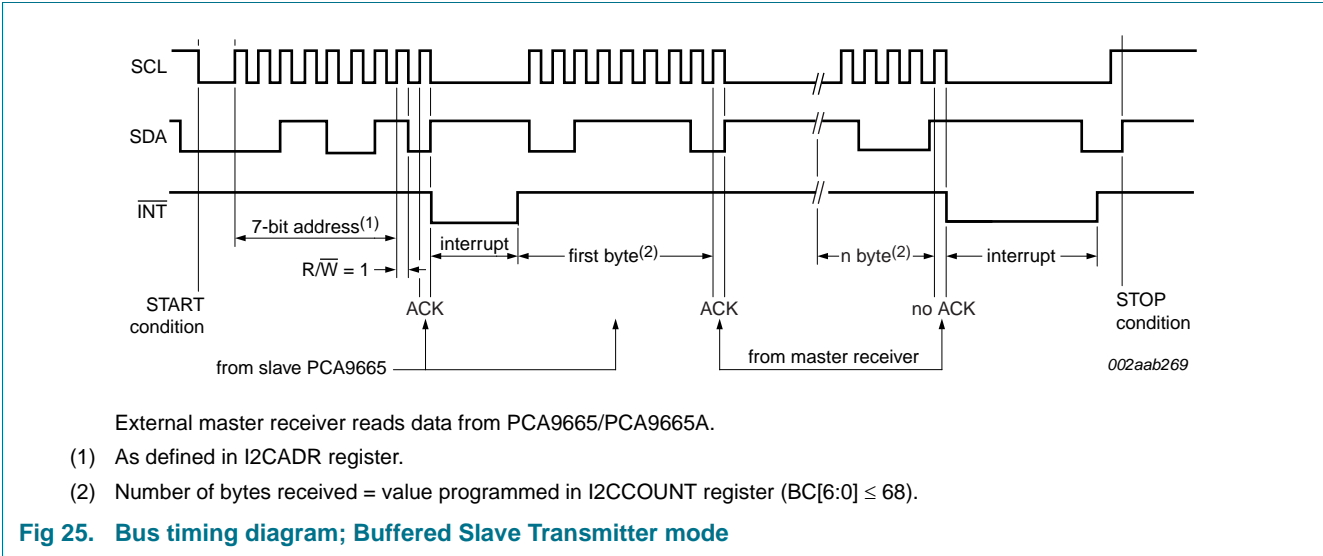 SCL
SDA
INT
7-bit address(1)
interrupt
first byte(2)
n byte(2)
interrupt
R/W = 1
START
condition
ACK
ACK
no ACK
STOP
condition
from slave PCA9665
from master receiver
002aab269
External master receiver reads data from PCA9665/PCA9665A.
(1) As defined in I2CADR register.
(2) Number of bytes received = value programmed in I2CCOUNT register (BC[6:0] ≤ 68).
Fig 25. Bus timing diagram; Buffered Slave Transmitter mode